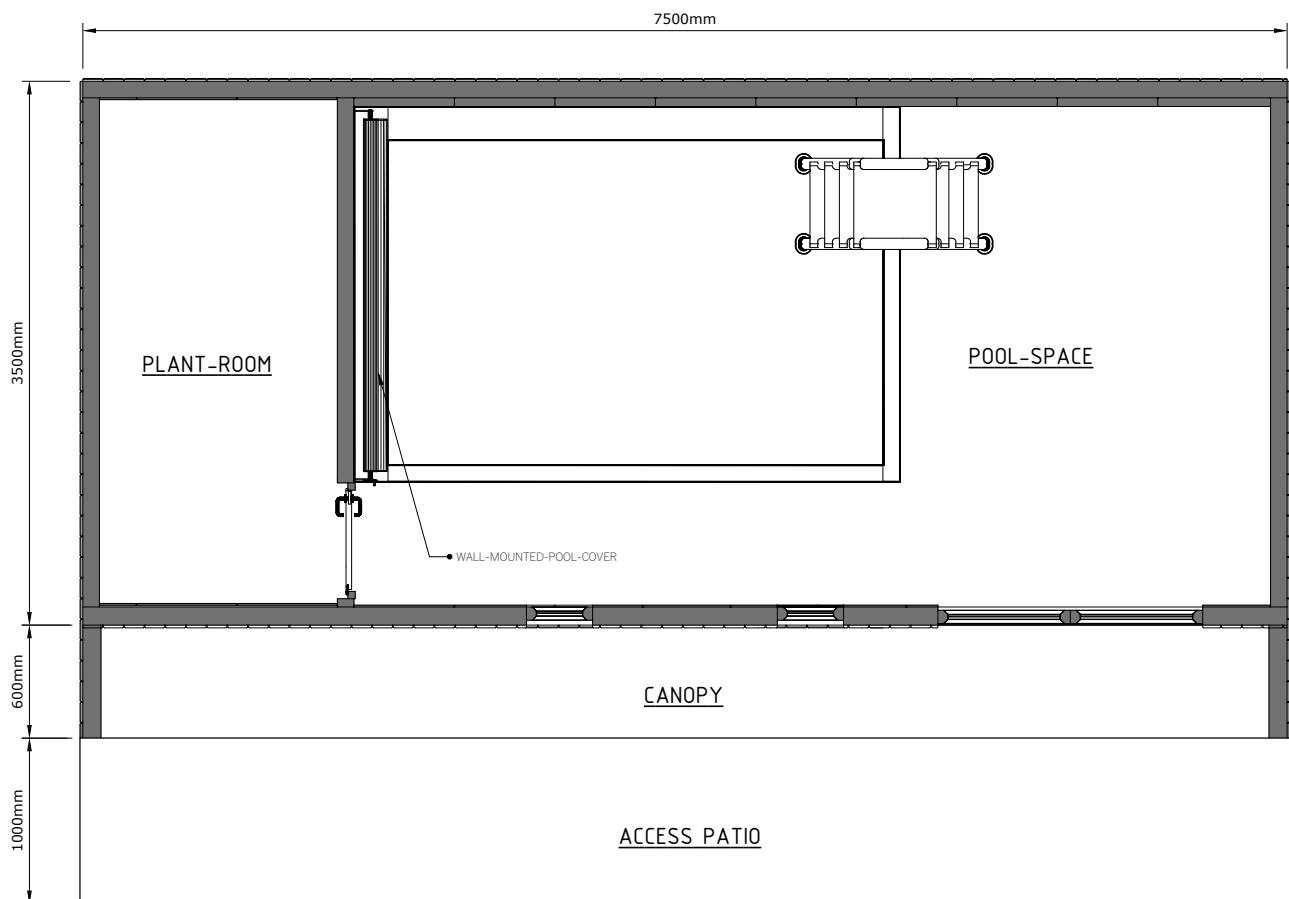 7500mm
3500mm
PLANT-ROOM
POOL-SPACE
WALL-MOUNTED-POOL-COVER
600mm
CANOPY
1000mm
ACCESS PATIO